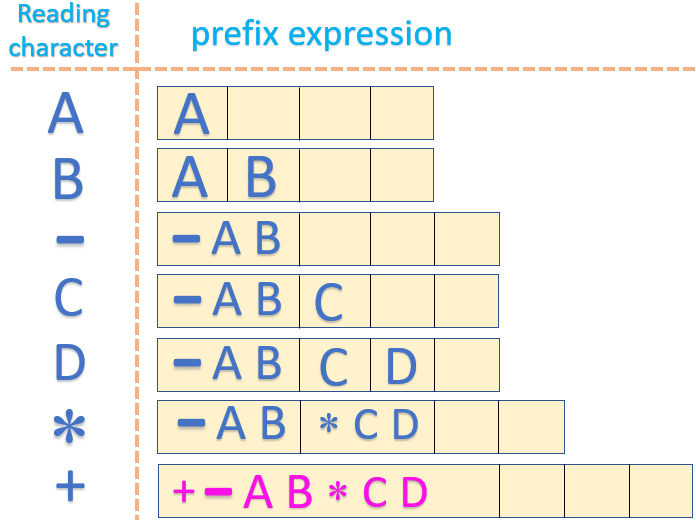 Reading character prefix expression
A A
B A B
- - A B
C - A B C
D - A B C D
* - A B * C D
+ + - A B * C D